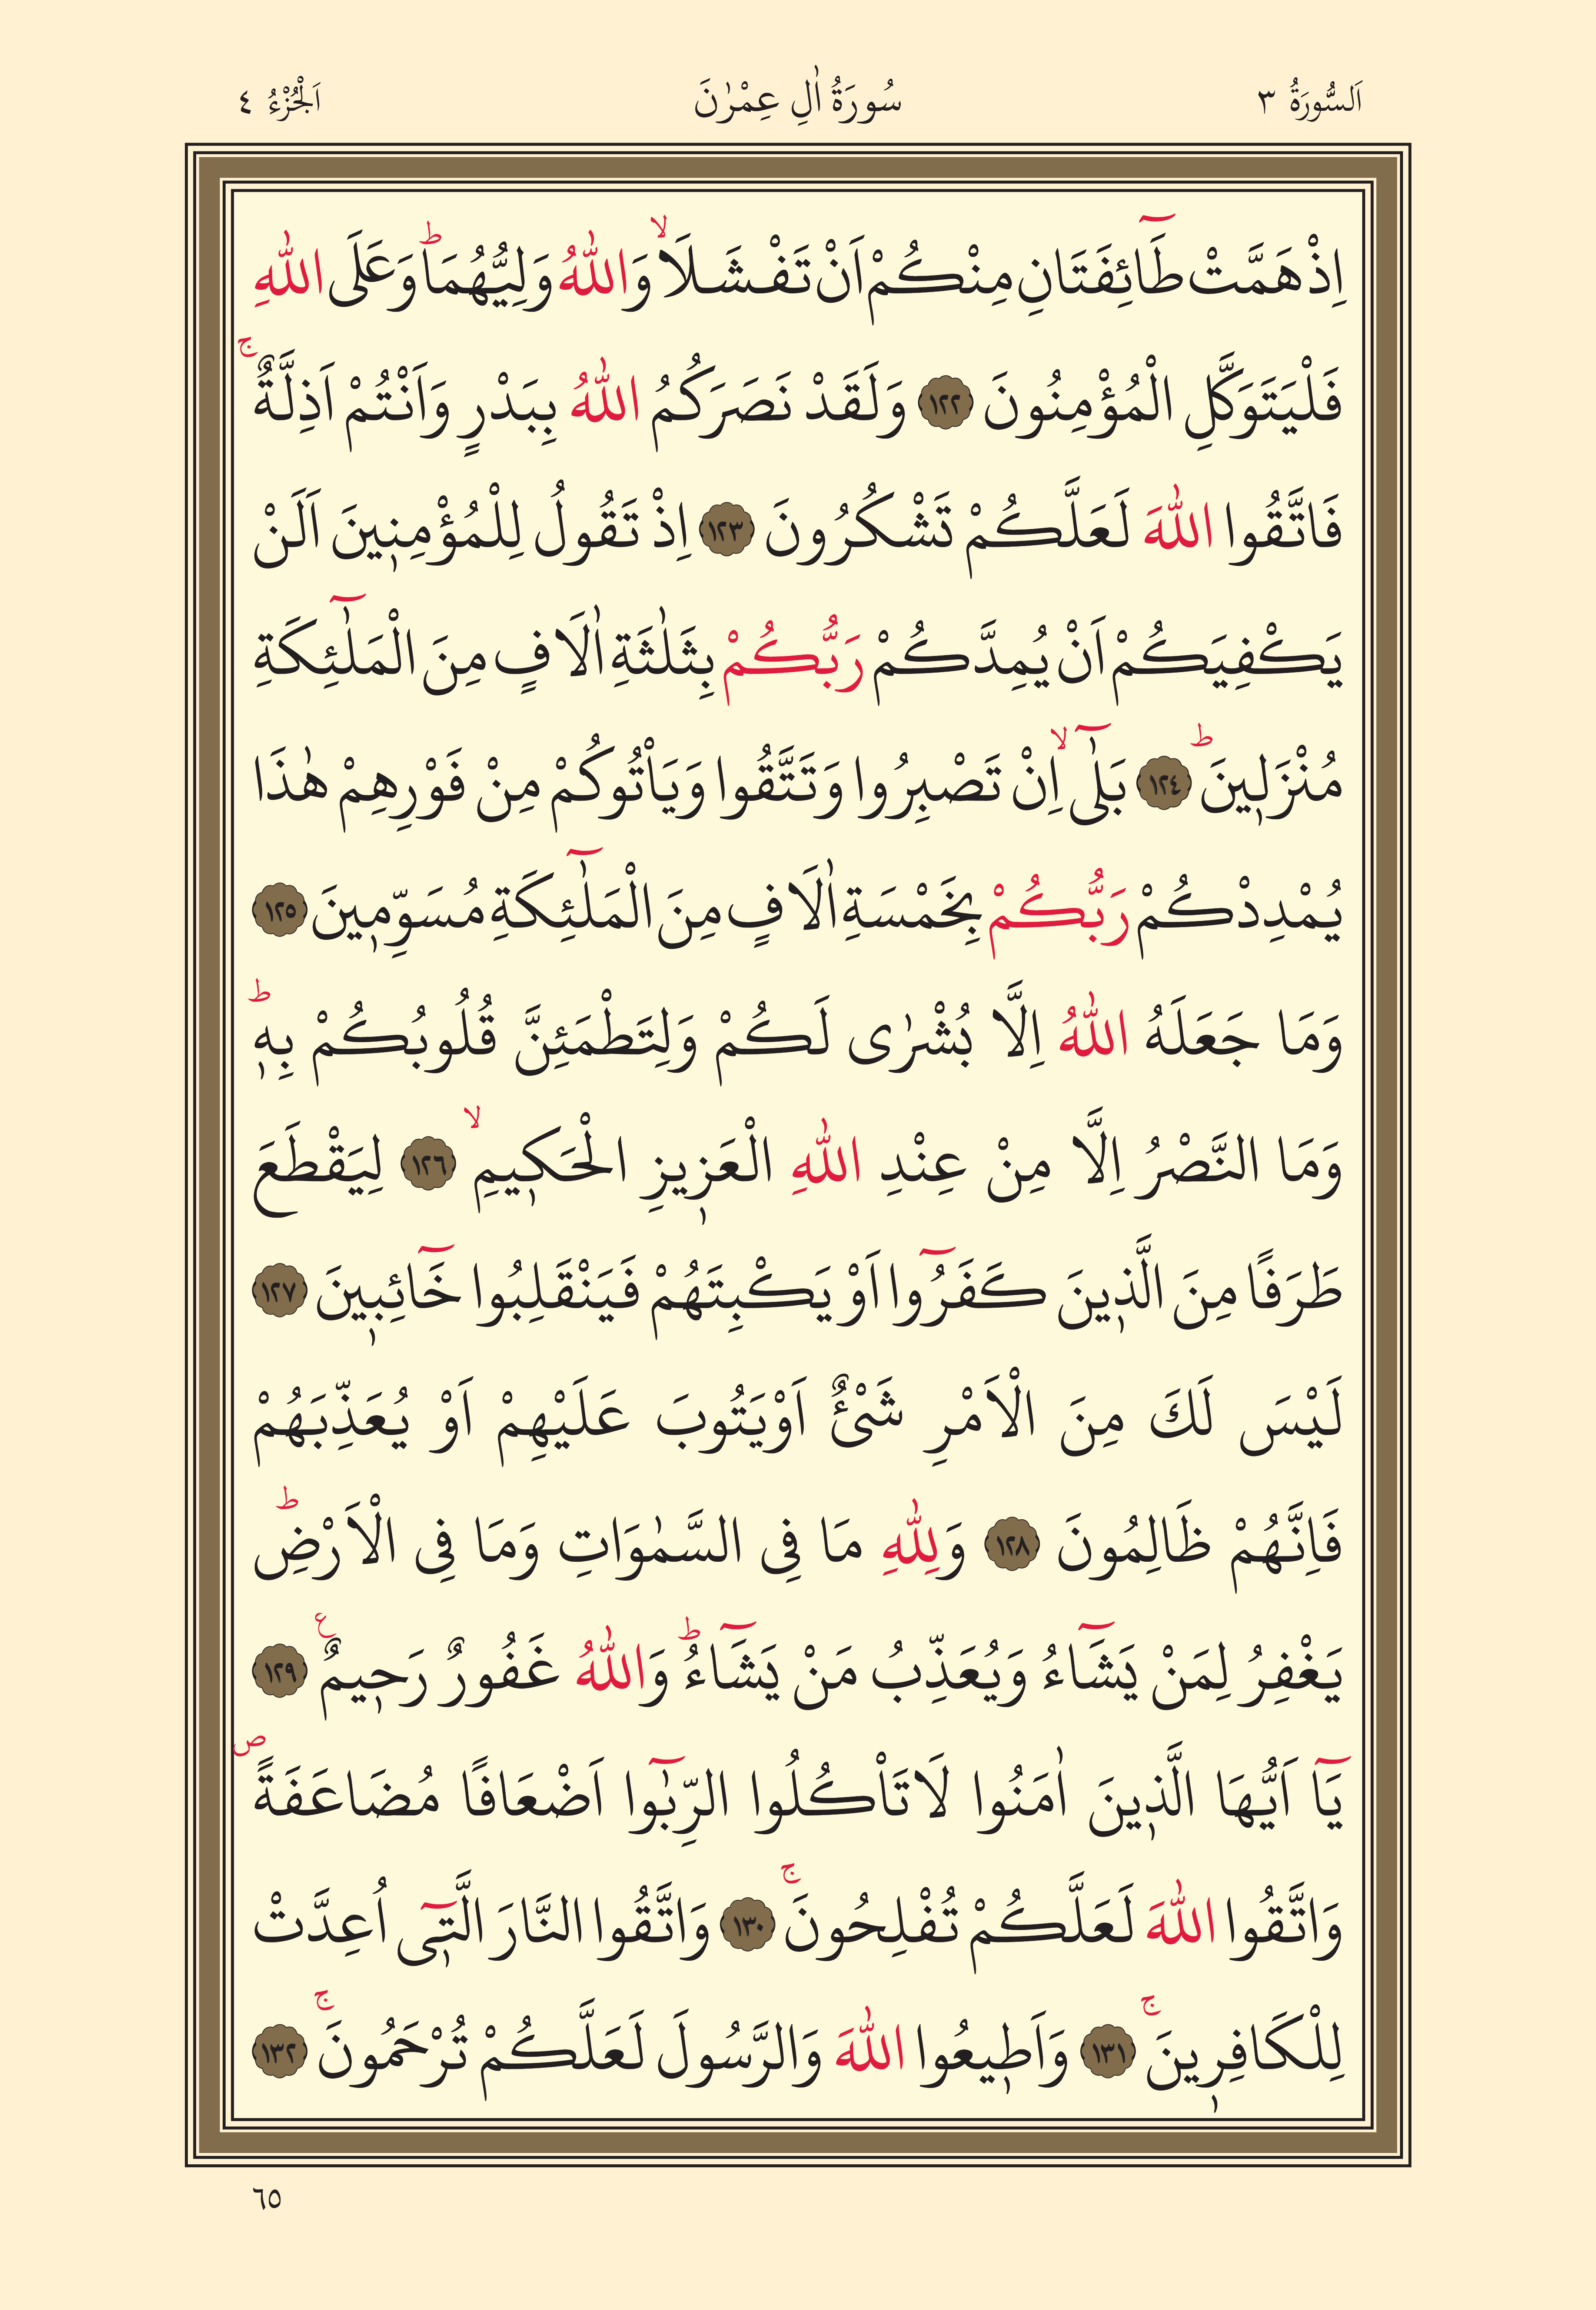 اَلسُّورَةُ ٣ سُورَةُ اٰلِ عِمْرٰنَ اَلْجُزْءُ ٤
اِذْ هَمَّتْ طَٓائِفَتَانِ مِنْكُمْ اَنْ تَفْشَلَاۙ وَاللّٰهُ وَلِيُّهُمَاۜ وَعَلَى اللّٰهِ
فَلْيَتَوَكَّلِ الْمُؤْمِنُونَ ﴿١٢٢﴾ وَلَقَدْ نَصَرَكُمُ اللّٰهُ بِبَدْرٍ وَاَنْتُمْ اَذِلَّةٌۚ
فَاتَّقُوا اللّٰهَ لَعَلَّكُمْ تَشْكُرُونَ ﴿١٢٣﴾ اِذْ تَقُولُ لِلْمُؤْمِنٖينَ اَلَنْ
يَكْفِيَكُمْ اَنْ يُمِدَّكُمْ رَبُّكُمْ بِثَلٰثَةِ اٰلَافٍ مِنَ الْمَلٰٓئِكَةِ
مُنْزَلٖينَۜ ﴿١٢٤﴾ بَلٰٓىۙ اِنْ تَصْبِرُوا وَتَتَّقُوا وَيَأْتُوكُمْ مِنْ فَوْرِهِمْ هٰذَا
يُمْدِدْكُمْ رَبُّكُمْ بِخَمْسَةِ اٰلَافٍ مِنَ الْمَلٰٓئِكَةِ مُسَوِّمٖينَ ﴿١٢٥﴾
وَمَا جَعَلَهُ اللّٰهُ اِلَّا بُشْرٰى لَكُمْ وَلِتَطْمَئِنَّ قُلُوبُكُمْ بِهٖۜ
وَمَا النَّصْرُ اِلَّا مِنْ عِنْدِ اللّٰهِ الْعَزٖيزِ الْحَكٖيمِۙ ﴿١٢٦﴾ لِيَقْطَعَ
طَرَفًا مِنَ الَّذٖينَ كَفَرُٓوا اَوْ يَكْبِتَهُمْ فَيَنْقَلِبُوا خَٓائِبٖينَ ﴿١٢٧﴾
لَيْسَ لَكَ مِنَ الْاَمْرِ شَىْءٌ اَوْ يَتُوبَ عَلَيْهِمْ اَوْ يُعَذِّبَهُمْ
فَاِنَّهُمْ ظَالِمُونَ ﴿١٢٨﴾ وَلِلّٰهِ مَا فِى السَّمٰوَاتِ وَمَا فِى الْاَرْضِۜ
يَغْفِرُ لِمَنْ يَشَٓاءُ وَيُعَذِّبُ مَنْ يَشَٓاءُۜ وَاللّٰهُ غَفُورٌ رَحٖيمٌ ع ﴿١٢٩﴾
يَٓا اَيُّهَا الَّذٖينَ اٰمَنُوا لَا تَأْكُلُوا الرِّبٰٓوا اَضْعَافًا مُضَاعَفَةً ص
وَاتَّقُوا اللّٰهَ لَعَلَّكُمْ تُفْلِحُونَۚ ﴿١٣٠﴾ وَاتَّقُوا النَّارَ الَّتٖٓى اُعِدَّتْ
لِلْكَافِرٖينَۚ ﴿١٣١﴾ وَاَطٖيعُوا اللّٰهَ وَالرَّسُولَ لَعَلَّكُمْ تُرْحَمُونَۚ ﴿١٣٢﴾
٦٥